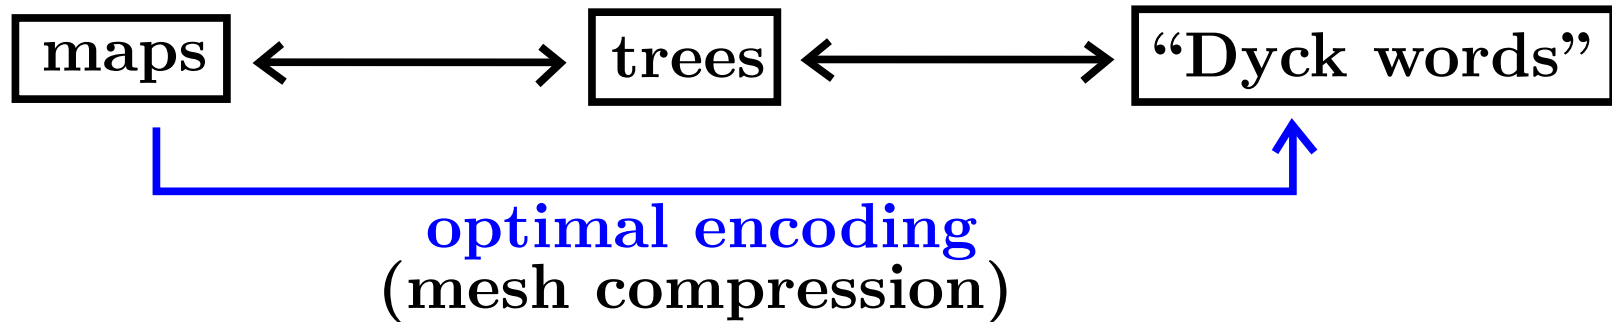 maps
trees
“Dyck words”
optimal encoding
(mesh compression)